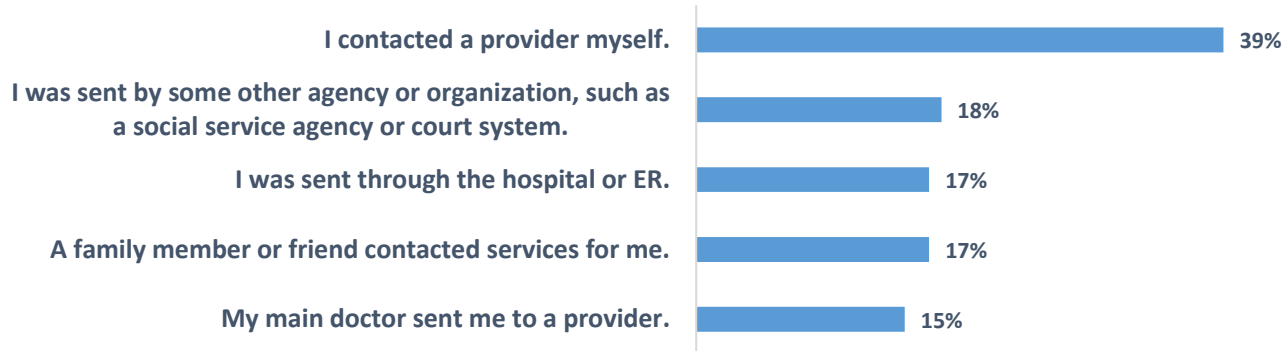 I contacted a provider myself.
39%
I was sent by some other agency or organization, such as
a social service agency or court system.
18%
I was sent through the hospital or ER.
17%
A family member or friend contacted services for me.
17%
My main doctor sent me to a provider.
15%